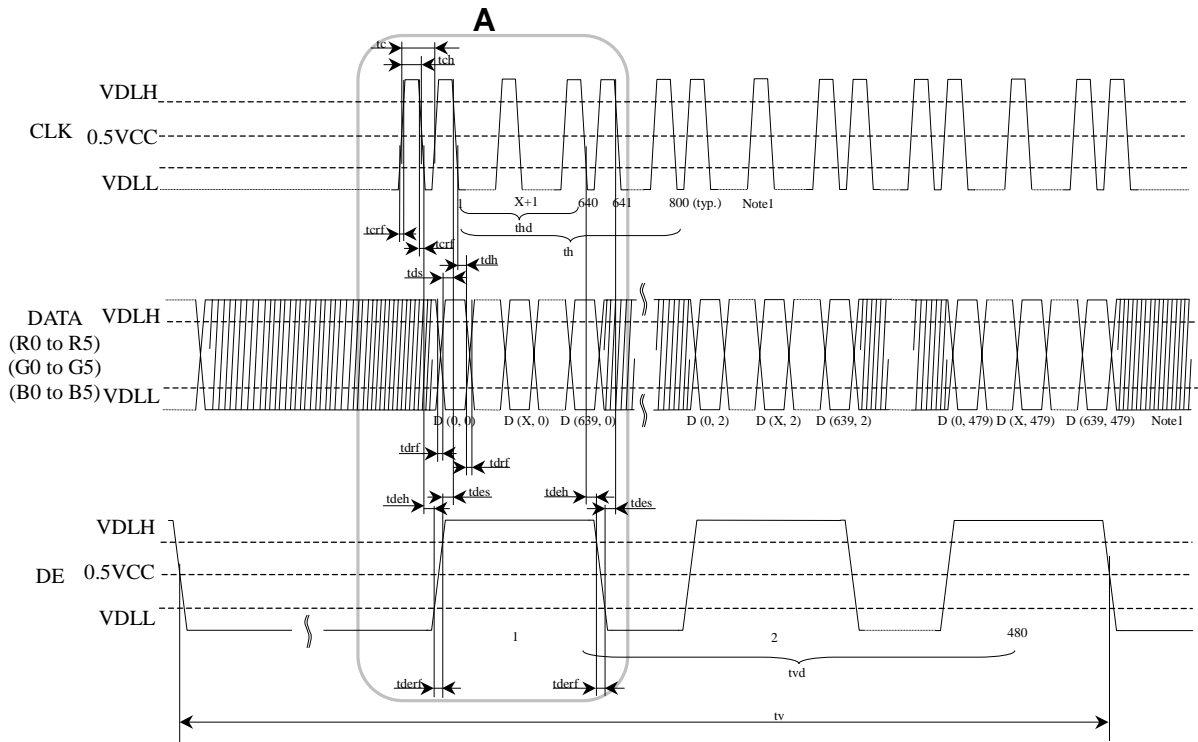 A
tc
tch
VDLH
CLK 0.5VCC
VDLL
1 X+1 640 641 800 (typ.) Note1
thd
th
tcrf tcrf
tds tdh
DATA VDLH
(R0 to R5)
(G0 to G5)
(B0 to B5) VDLL
D (0, 0) D (X, 0) D (639, 0) D (0, 2) D (X, 2) D (639, 2) D (0, 479) D (X, 479) D (639, 479) Note1
tdrf tdrf
tdeh tdes tdeh tdes
VDLH
DE 0.5VCC
VDLL
1 2 480
tvd
tderf tderf
tv